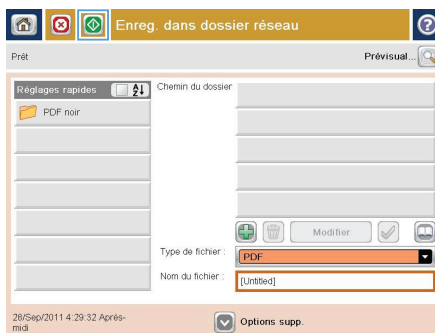 Enreg. dans dossier réseau
Prêt
Prévisual...
Réglages rapides
Chemin du dossier
PDF noir
Modifier
Type de fichier :
PDF
Nom du fichier :
[Untitled]
28/Sep/2011 4:29:32 Après-
midi
Options supp.